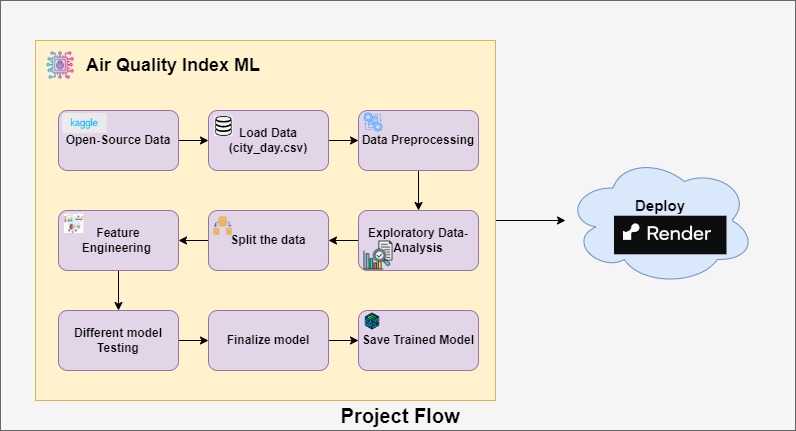 Air Quality Index ML
kaggle
Open-Source Data
Load Data
(city_day.csv)
Data Preprocessing
Feature
Engineering
Split the data
Exploratory Data-
Analysis
Different model
Testing
Finalize model
Save Trained Model
Deploy
Render
Project Flow